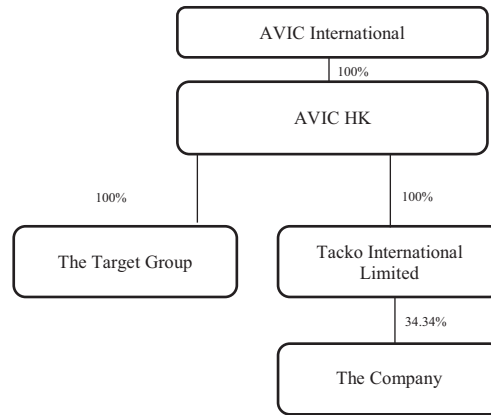 AVIC International
100%
AVIC HK
100%
100%
The Target Group
Tacko International
Limited
34.34%
The Company